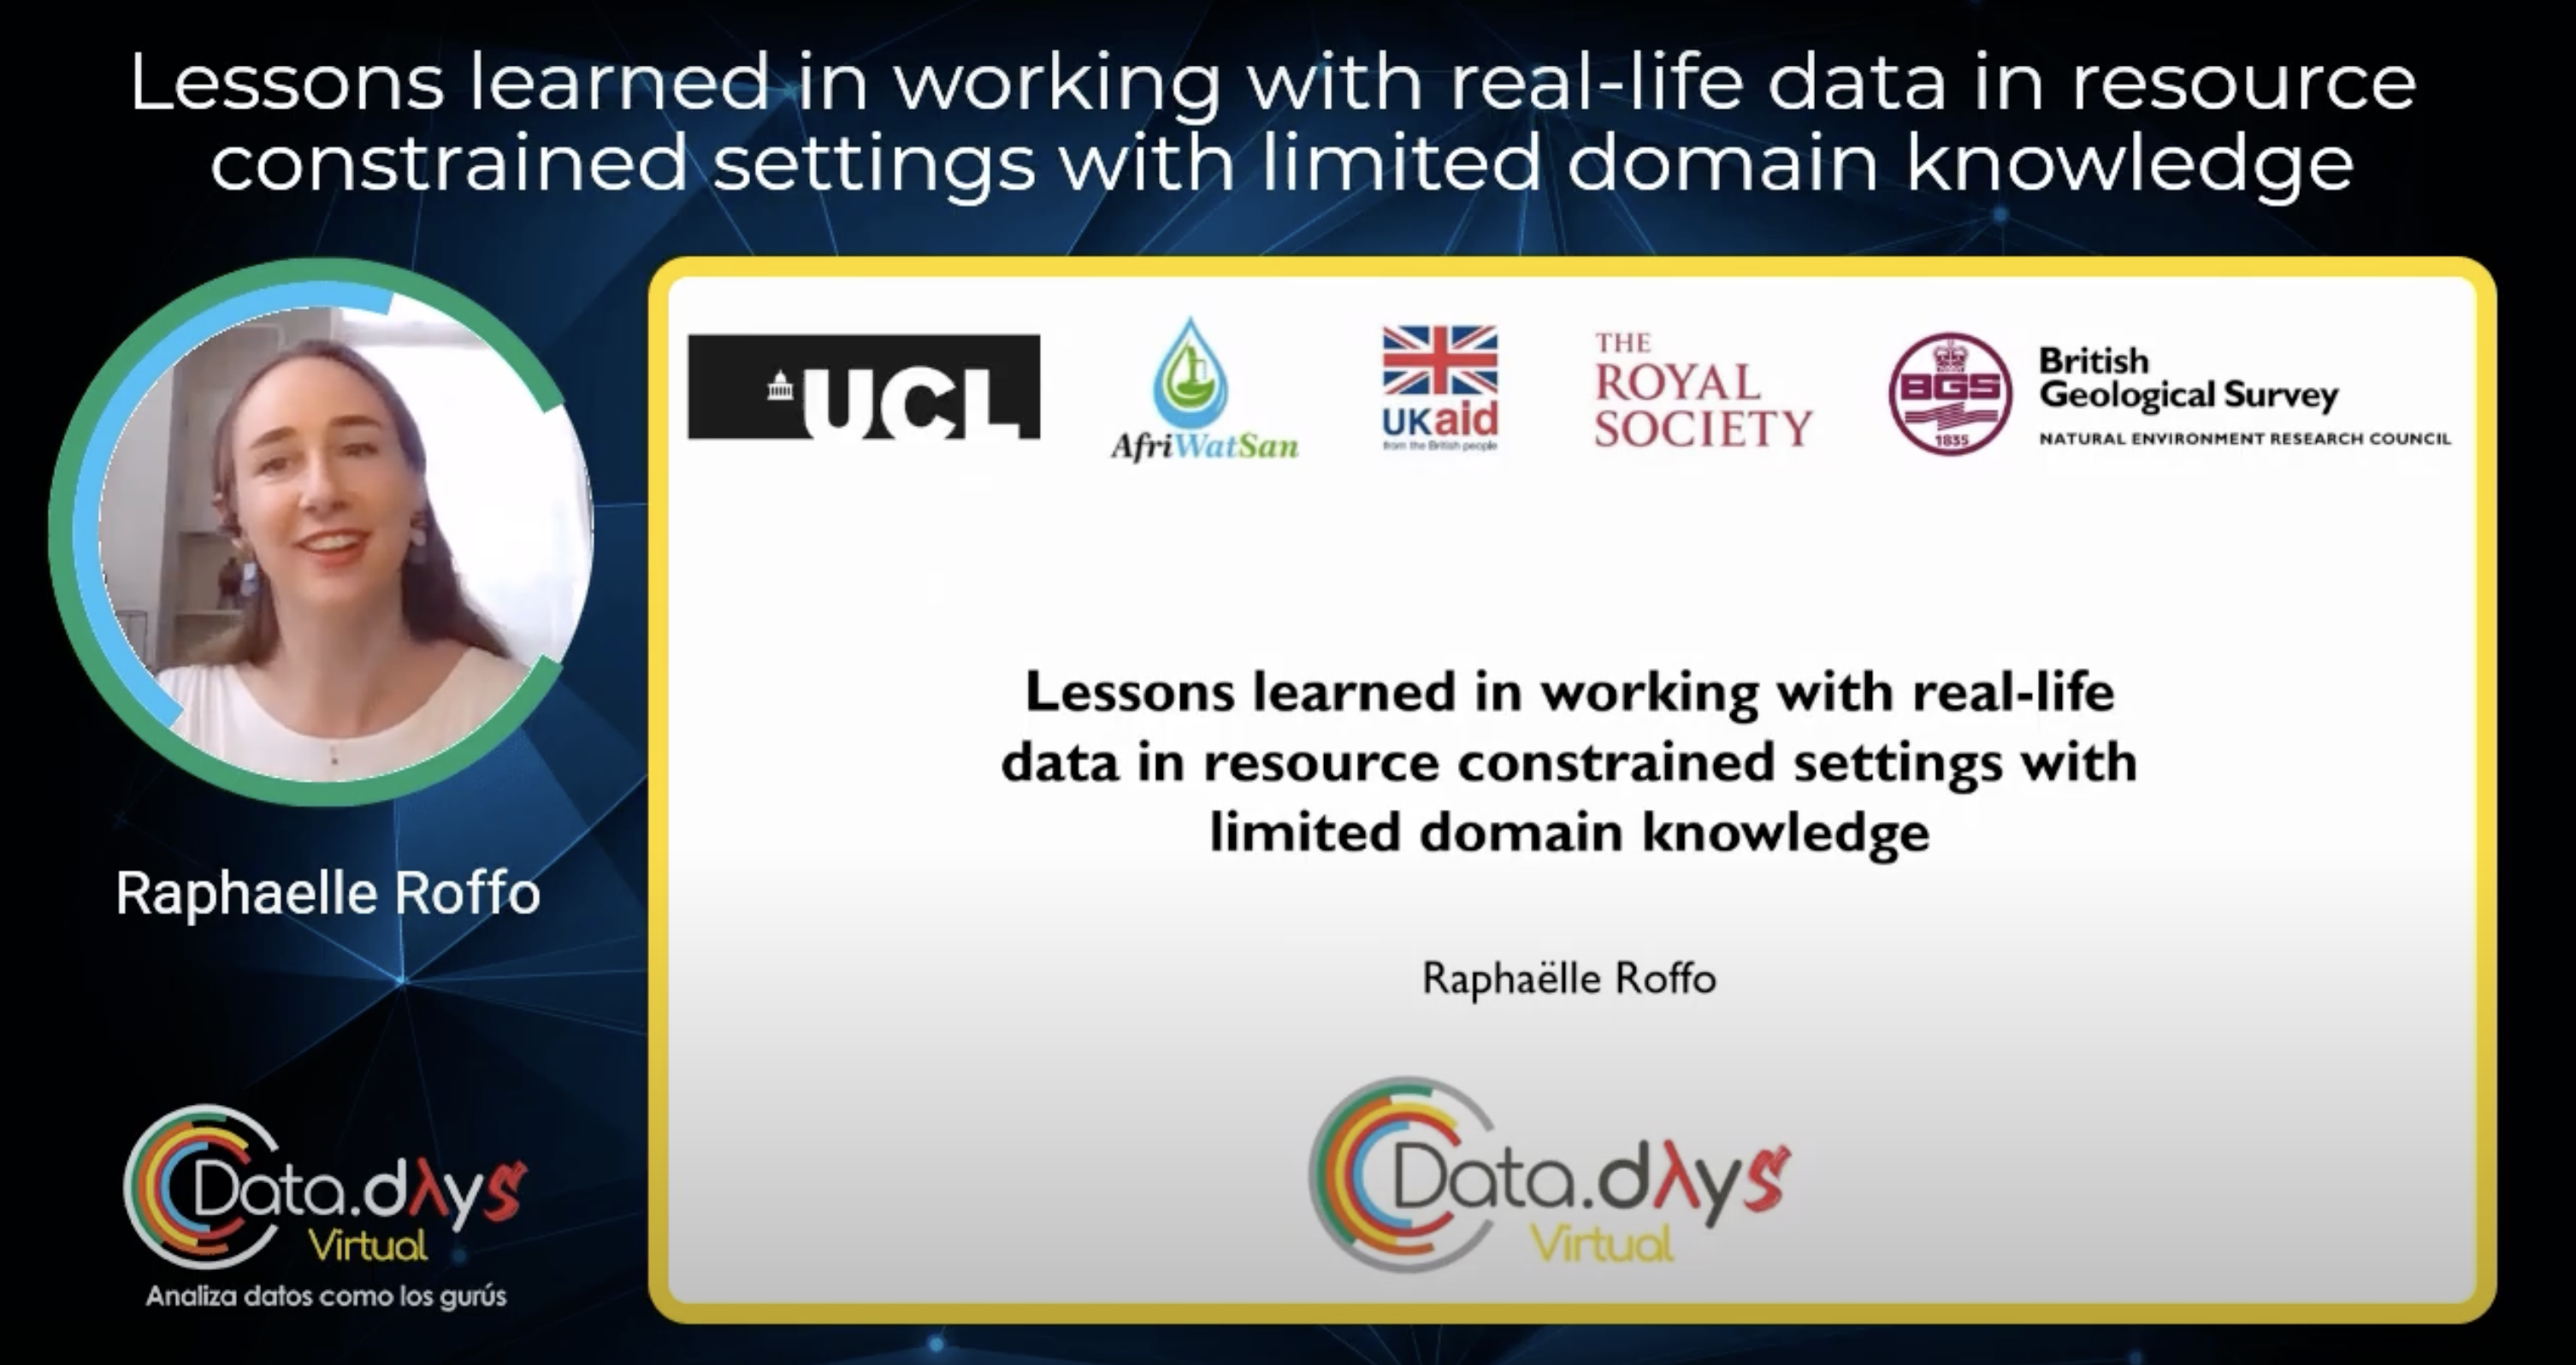 Lessons learned in working with real-life data in resource
constrained settings with limited domain knowledge
UCL
AfriWatSan
UKaid
from the British people
THE
ROYAL
SOCIETY
BGS
1835
British
Geological Survey
NATURAL ENVIRONMENT RESEARCH COUNCIL
Lessons learned in working with real-life
data in resource constrained settings with
limited domain knowledge
Raphaëlle Roffo
Data.dλys
Virtual
Raphaelle Roffo
Data.dλys
Virtual
Analiza datos como los gurús